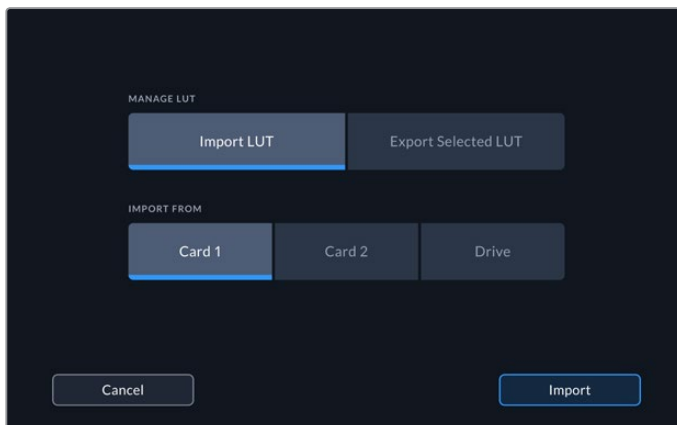 MANAGE LUT
Import LUT Export Selected LUT
IMPORT FROM
Card 1 Card 2 Drive
Cancel Import